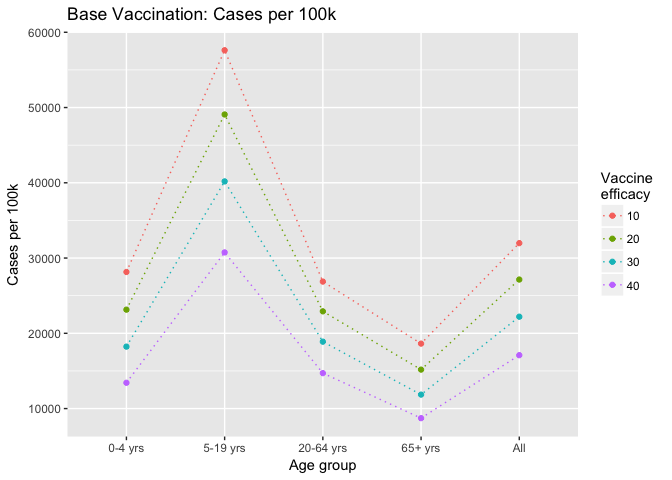 Base Vaccination: Cases per 100k
60000
50000
40000
30000
20000
10000
Cases per 100k
0-4 yrs 5-19 yrs 20-64 yrs 65+ yrs All
Age group
Vaccine
efficacy
10
20
30
40